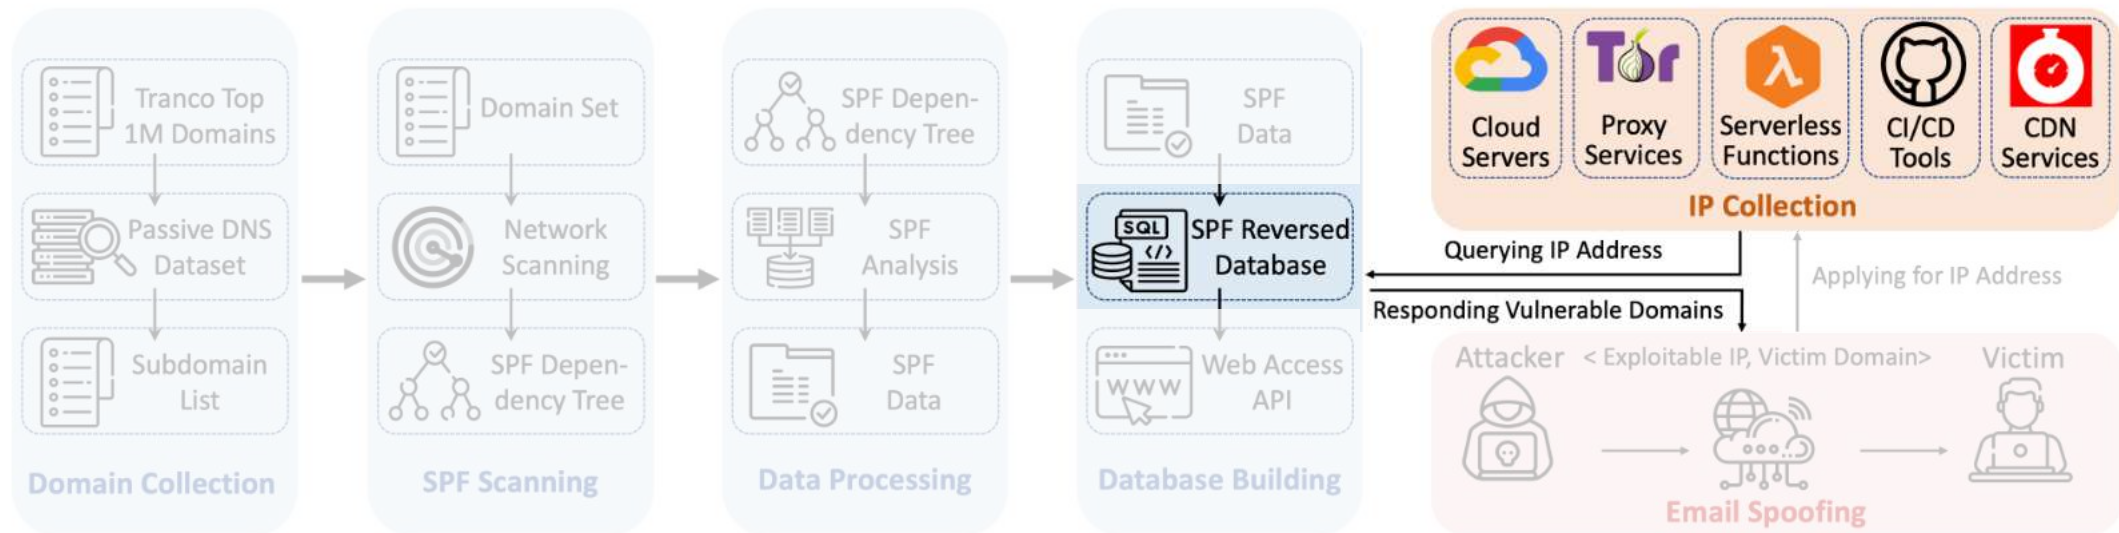 Tranco Top
1M Domains
Passive DNS
Dataset
Subdomain
List
Domain Collection
Domain Set
Network
Scanning
SPF Depen-
dency Tree
SPF Scanning
SPF Depen-
dency Tree
SPF
Analysis
SPF
Data
Data Processing
SPF
Data
SQL
</>
SPF Reversed
Database
WWW
Web Access
API
Database Building
Tor
λ
Cloud
Servers
Proxy
Services
Serverless
Functions
CI/CD
Tools
CDN
Services
IP Collection
Querying IP Address
Responding Vulnerable Domains
Applying for IP Address
Attacker
< Exploitable IP, Victim Domain>
Victim
Email Spoofing